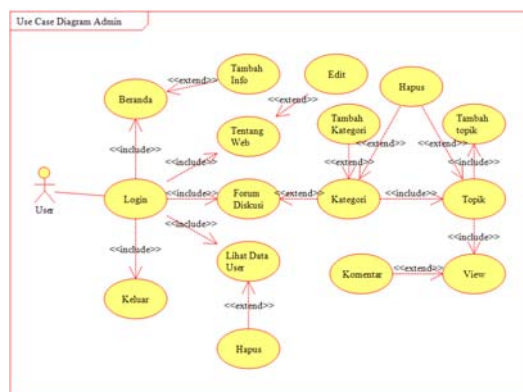 Use Case Diagram Admin
Tambah
Info
Edit
Hapus
<<extend>>
<<extend>>
Beranda
Tentang
Web
Tambah
Kategori
Tambah
topik
<<extend>>
<<extend>>
<<include>>
<<include>>
<<extend>>
<<include>>
User
Login
<<include>>
Forum
Diskusi
<<extend>>
Kategori
<<include>>
Topik
<<include>>
<<include>>
<<include>>
Lihat Data
User
Komentar
<<extend>>
View
Keluar
<<extend>>
Hapus